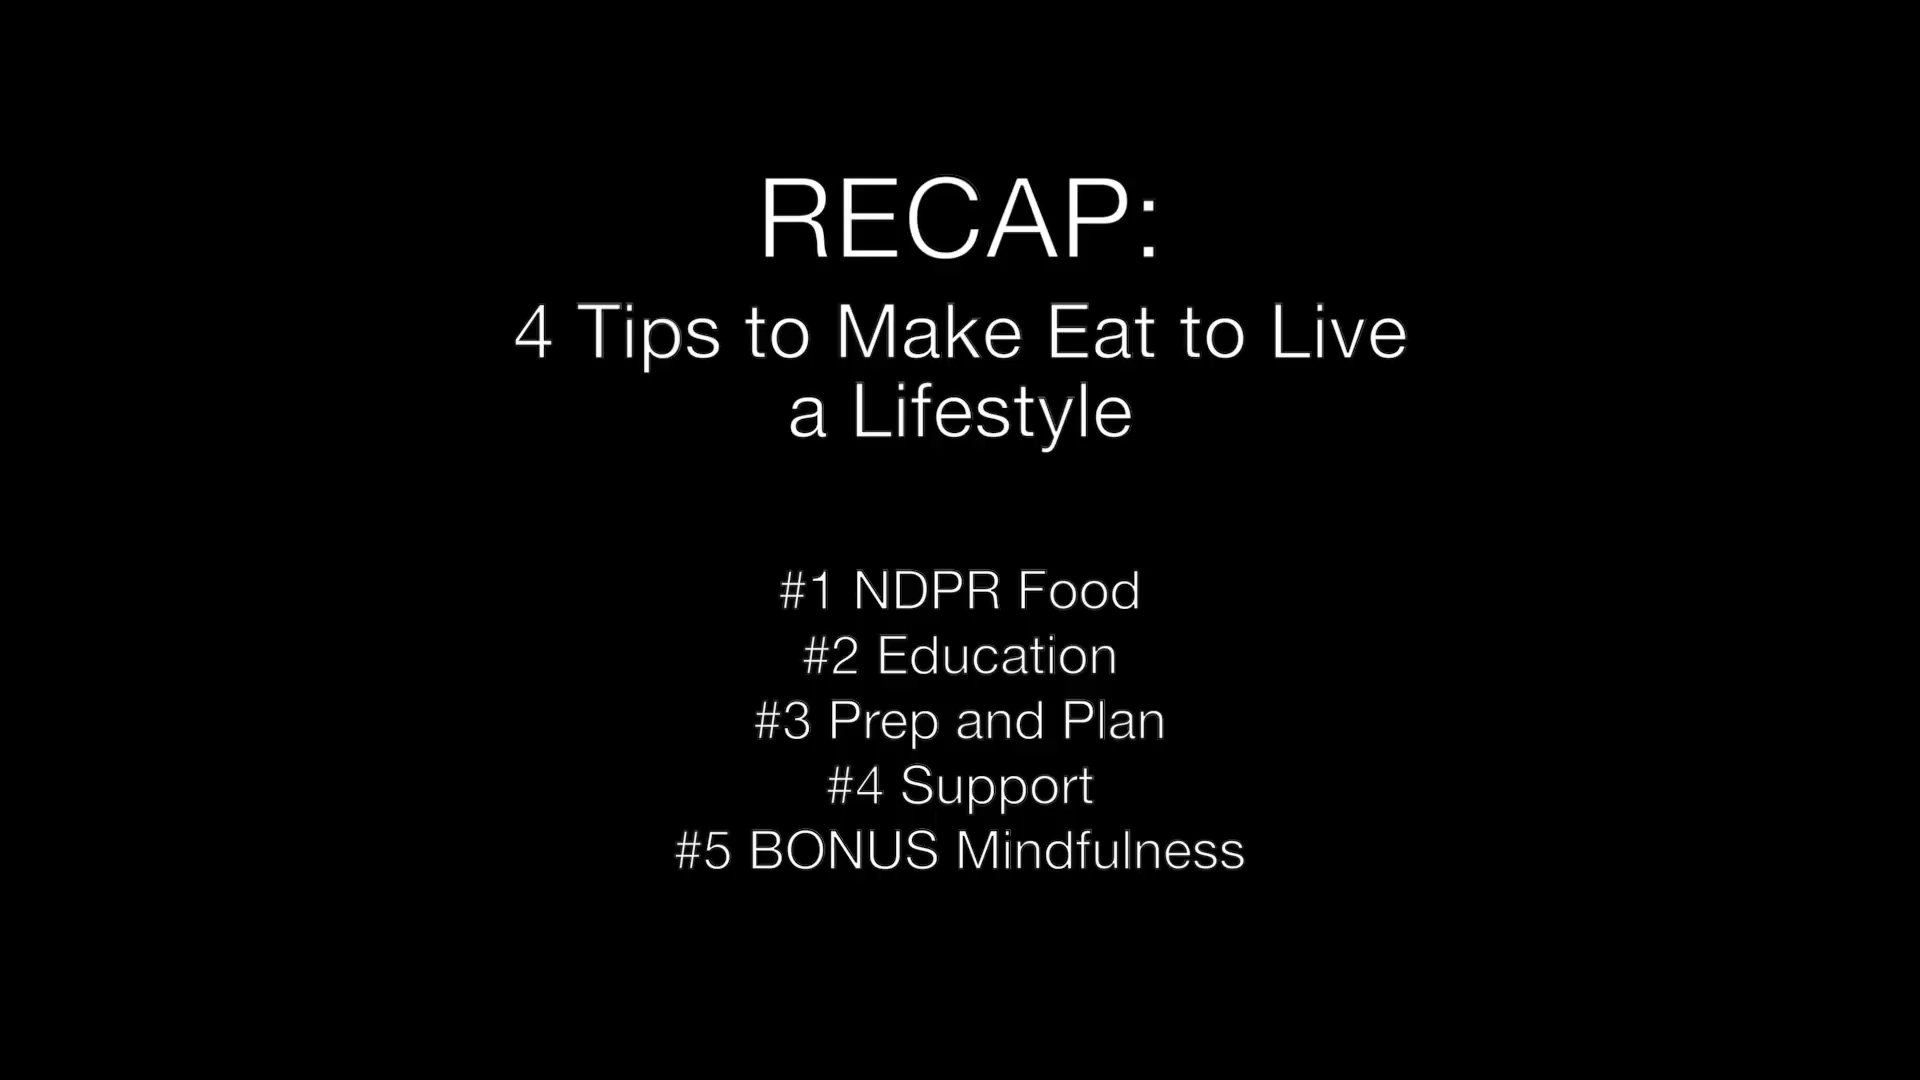 RECAP:
4 Tips to Make Eat to Live
a Lifestyle
#1 NDPR Food
#2 Education
#3 Prep and Plan
#4 Support
#5 BONUS Mindfulness